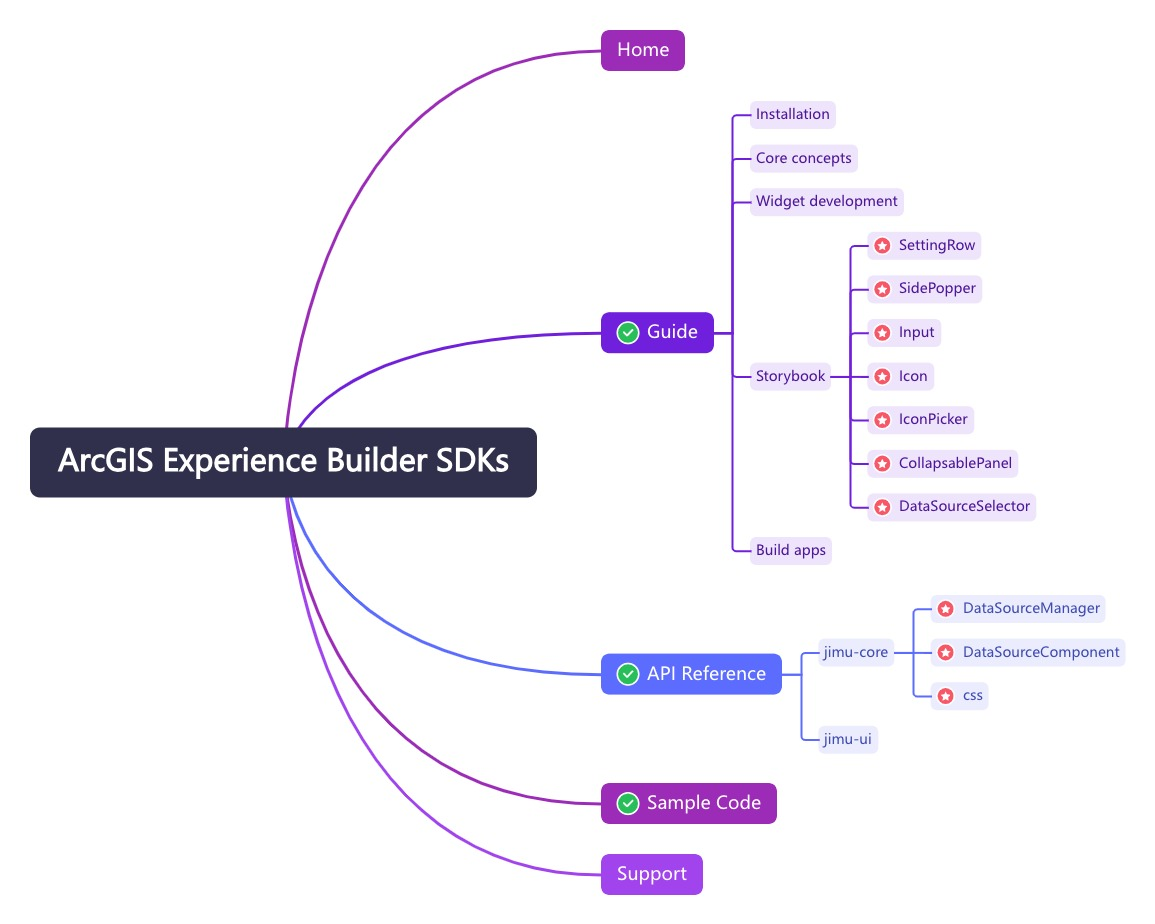 Home
Installation
Core concepts
Widget development
SettingRow
SidePopper
Guide
Input
Storybook
Icon
IconPicker
ArcGIS Experience Builder SDKs
CollapsablePanel
DataSourceSelector
Build apps
DataSourceManager
jimu-core
DataSourceComponent
API Reference
css
jimu-ui
Sample Code
Support